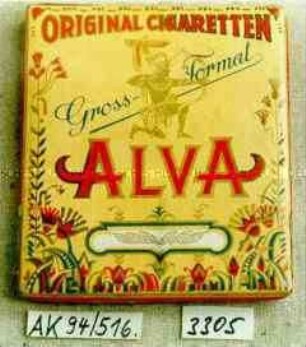 ORIGINAL CIGARETTEN
Gross-Format
ALVA
AK 94/516.
3305